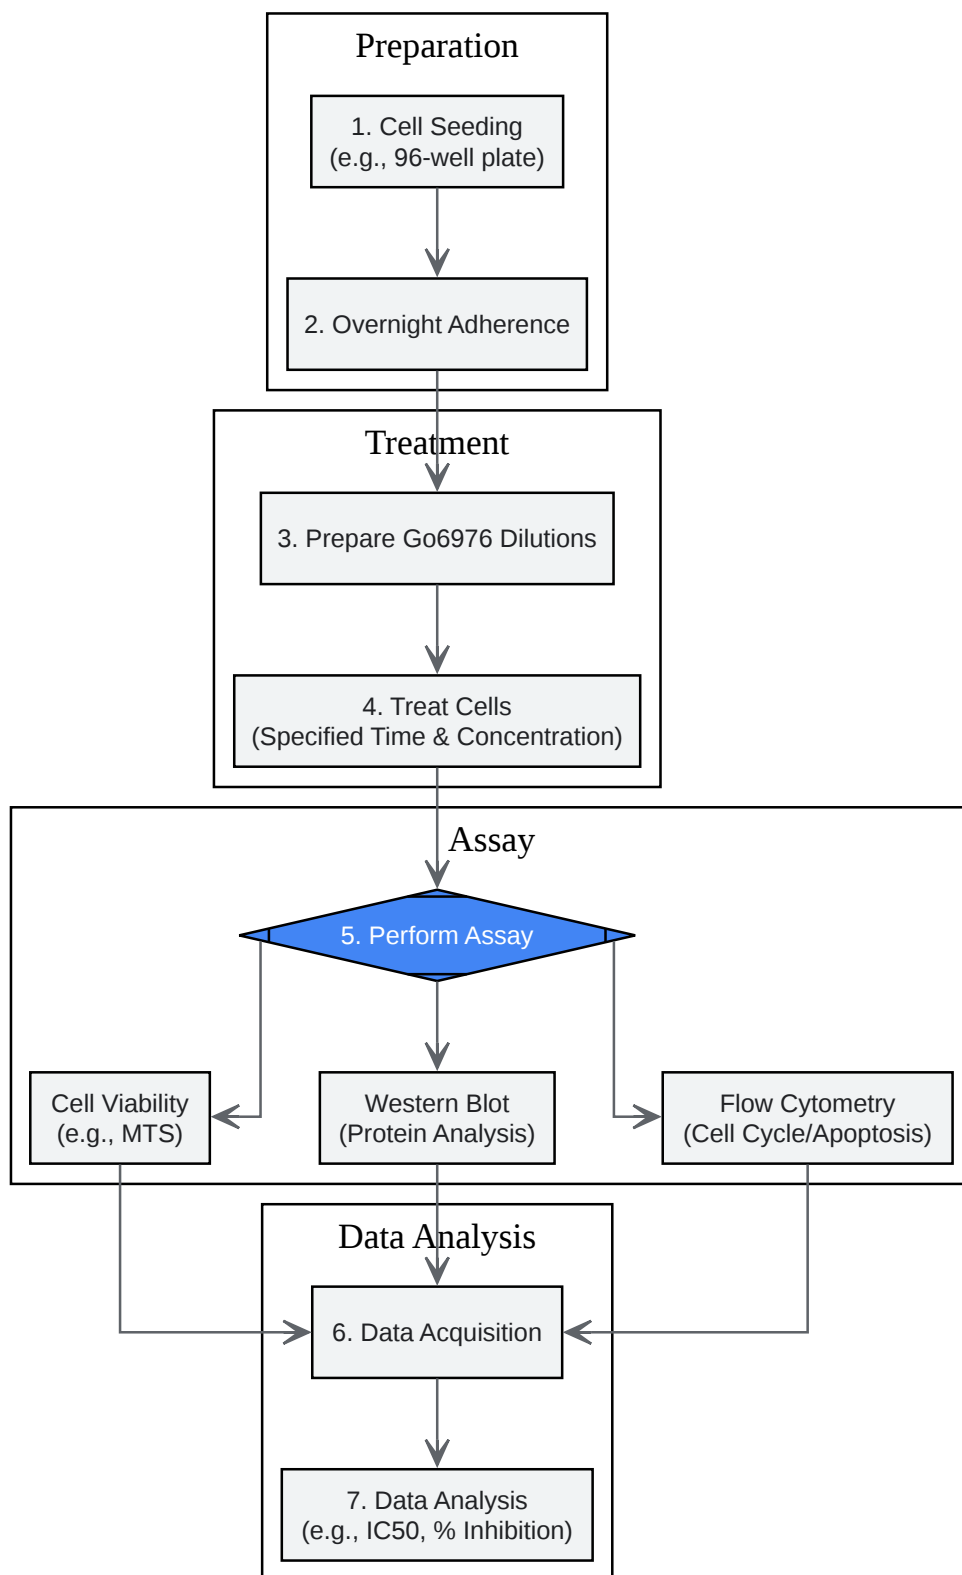 Preparation
1. Cell Seeding
(e.g., 96-well plate)
2. Overnight Adherence
Treatment
3. Prepare Go6976 Dilutions
4. Treat Cells
(Specified Time & Concentration)
Assay
5. Perform Assay
Cell Viability
(e.g., MTS)
Western Blot
(Protein Analysis)
Flow Cytometry
(Cell Cycle/Apoptosis)
Data Analysis
6. Data Acquisition
7. Data Analysis
(e.g., IC50, % Inhibition)